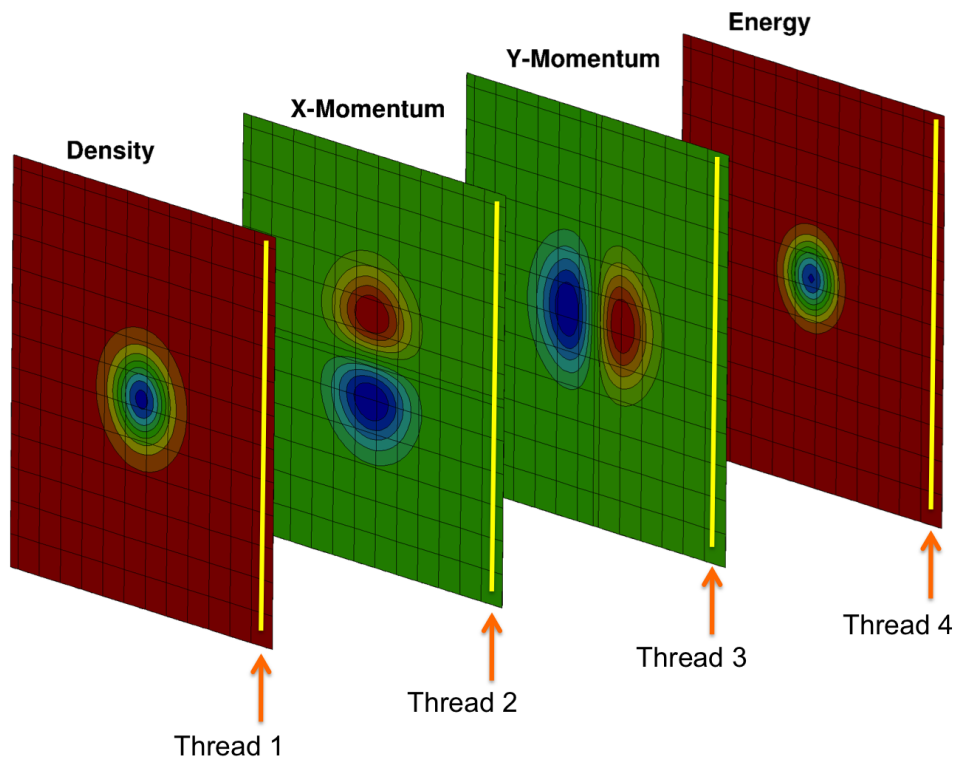 Density
X-Momentum
Y-Momentum
Energy
Thread 1
Thread 2
Thread 3
Thread 4